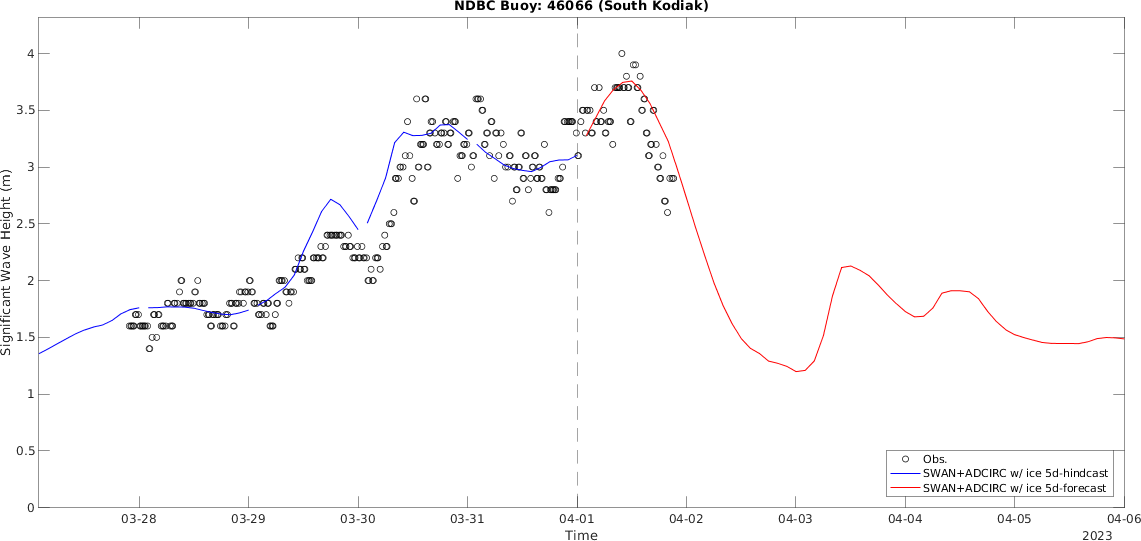 NDBC Buoy: 46066 (South Kodiak)
4
3.5
3
2.5
2
1.5
1
0.5
0
Significant Wave Height (m)
Obs.
SWAN+ADCIRC w/ ice 5d-hindcast
SWAN+ADCIRC w/ ice 5d-forecast
03-28 03-29 03-30 03-31 04-01 04-02 04-03 04-04 04-05 04-06
Time
2023